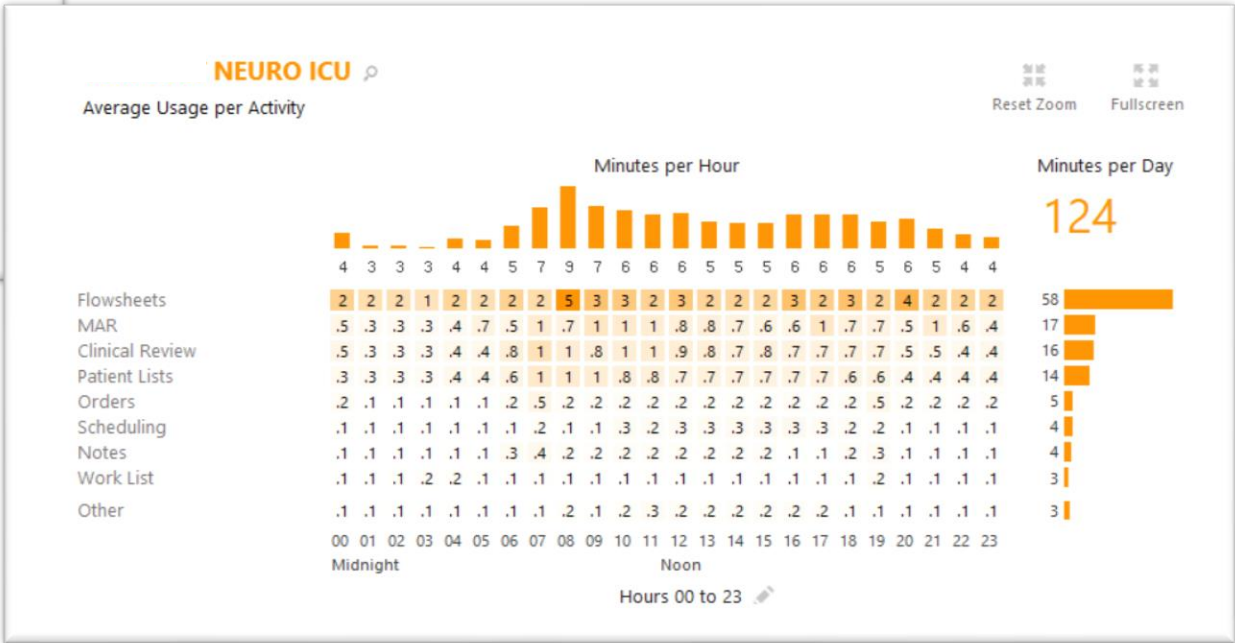 NEURO ICU
Average Usage per Activity
Reset Zoom Fullscreen
Minutes per Hour Minutes per Day
124
4 3 3 3 4 4 5 7 9 7 6 6 6 5 5 5 6 6 6 5 6 5 4 4
Flowsheets 2 2 2 1 2 2 2 2 5 3 3 2 3 2 2 2 3 2 3 2 4 2 2 2 58
MAR .5 .3 .3 .3 .4 .7 .5 1 .7 1 1 1 .8 .8 .7 .6 .6 1 .7 .7 .5 1 .6 .4 17
Clinical Review .5 .3 .3 .3 .4 .4 .8 1 1 .8 1 1 .9 .8 .7 .8 .7 .7 .7 .7 .5 .5 .4 .4 16
Patient Lists .3 .3 .3 .3 .4 .4 .6 1 1 1 .8 .8 .7 .7 .7 .7 .7 .7 .6 .6 .4 .4 .4 .4 14
Orders .2 .1 .1 .1 .1 .1 .2 .5 .2 .2 .2 .2 .2 .2 .2 .2 .2 .2 .2 .5 .2 .2 .2 .2 5
Scheduling .1 .1 .1 .1 .1 .1 .1 .2 .1 .1 .3 .2 .3 .3 .3 .3 .3 .3 .2 .2 .1 .1 .1 .1 4
Notes .1 .1 .1 .1 .1 .1 .3 .4 .2 .2 .2 .2 .2 .2 .2 .2 .1 .1 .2 .3 .1 .1 .1 .1 4
Work List .1 .1 .1 .2 .2 .1 .1 .1 .1 .1 .1 .1 .1 .1 .1 .1 .1 .1 .1 .2 .1 .1 .1 .1 3
Other .1 .1 .1 .1 .1 .1 .1 .1 .2 .1 .2 .3 .2 .2 .2 .2 .2 .2 .1 .1 .1 .1 .1 .1 3
00 01 02 03 04 05 06 07 08 09 10 11 12 13 14 15 16 17 18 19 20 21 22 23
Midnight Noon
Hours 00 to 23